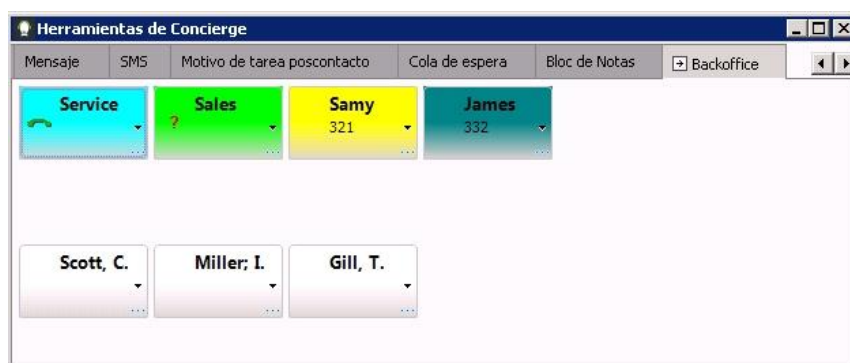 Herramientas de Concierge
Mensaje SMS Motivo de tarea poscontacto Cola de espera Bloc de Notas Backoffice
Service Sales Samy James
? 321 332
... ... ... ...
Scott, C. Miller; I. Gill, T.
... ... ...